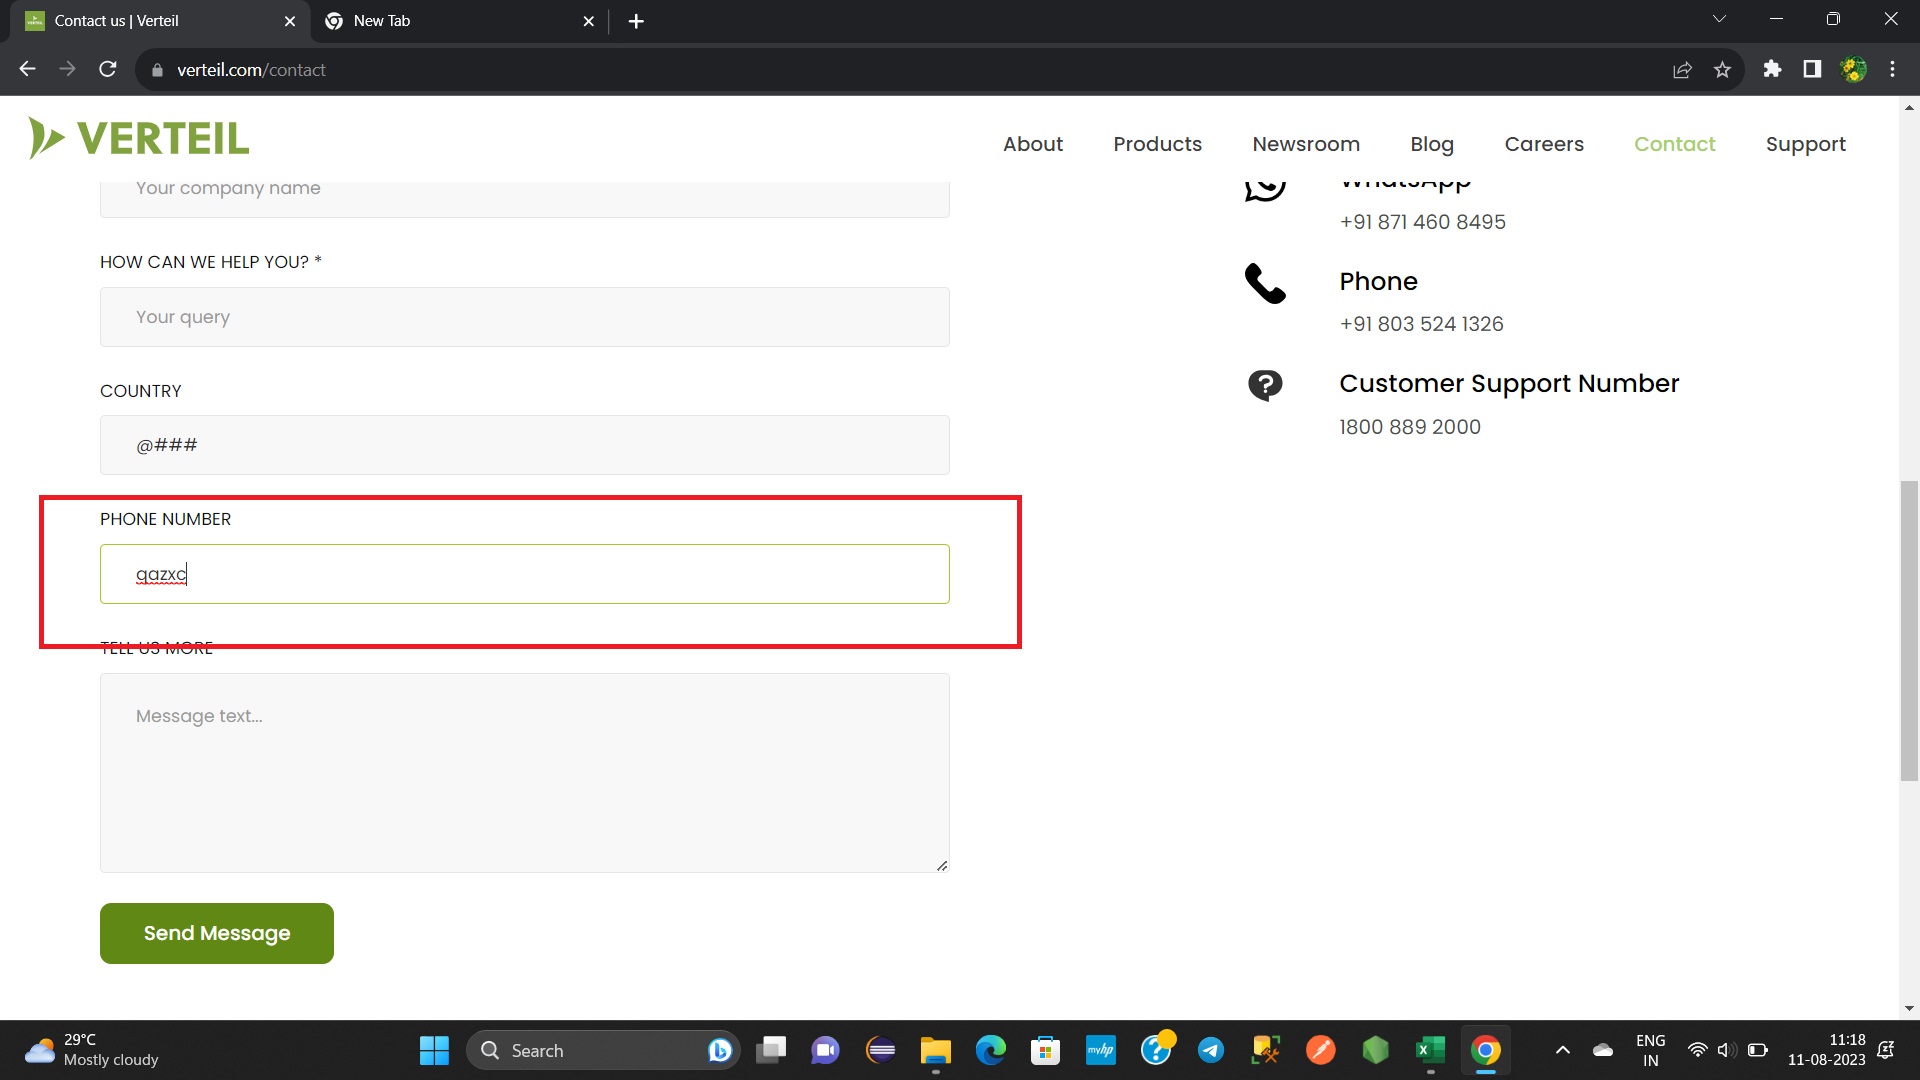 Contact us | Verteil
New Tab
verteil.com/contact
VERTEIL
About
Products
Newsroom
Blog
Careers
Contact
Support
Your company name
HOW CAN WE HELP YOU? *
Your query
COUNTRY
@###
PHONE NUMBER
qazxc
TELL US MORE
Message text...
Send Message
WhatsApp
+91 871 460 8495
Phone
+91 803 524 1326
Customer Support Number
1800 889 2000
29°C
Mostly cloudy
Search
myhp
ENG
IN
11:18
11-08-2023